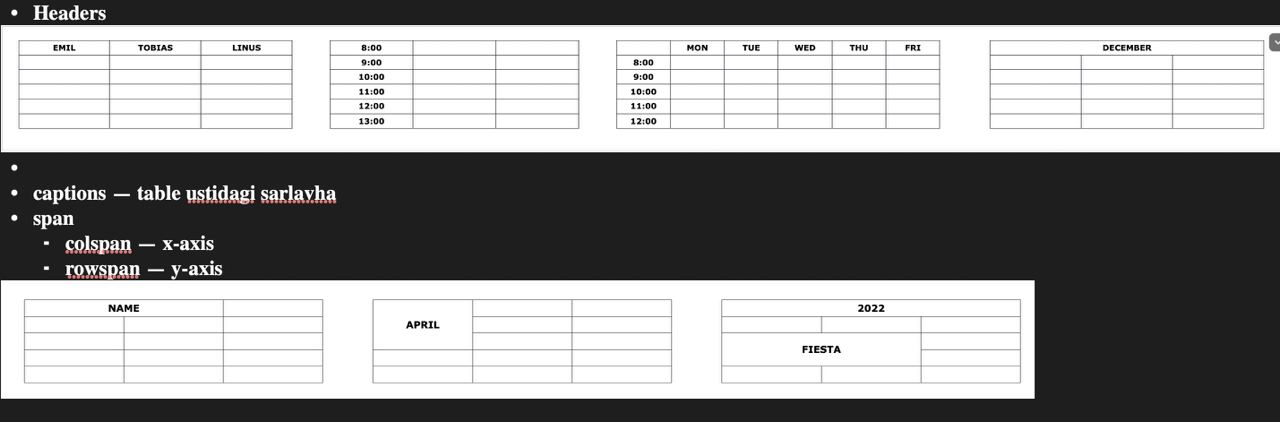 Headers
EMIL TOBIAS LINUS
8:00
9:00
10:00
11:00
12:00
13:00
MON TUE WED THU FRI
8:00
9:00
10:00
11:00
12:00
DECEMBER
captions — table ustidagi sarlavha
span
colspan — x-axis
rowspan — y-axis
NAME
APRIL
2022
FIESTA